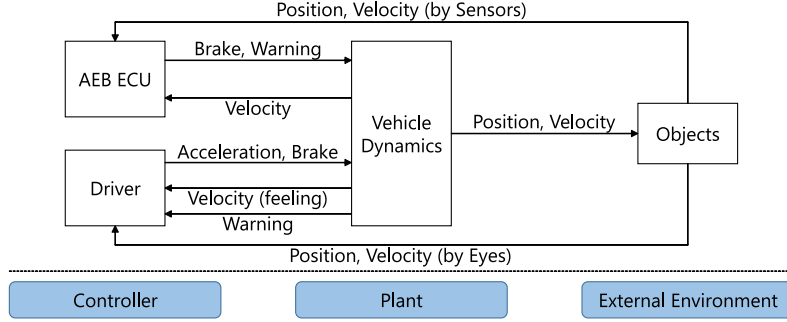 Position, Velocity (by Sensors)
AEB ECU
Brake, Warning
Velocity
Vehicle
Dynamics
Position, Velocity
Objects
Driver
Acceleration, Brake
Velocity (feeling)
Warning
Position, Velocity (by Eyes)
Controller
Plant
External Environment